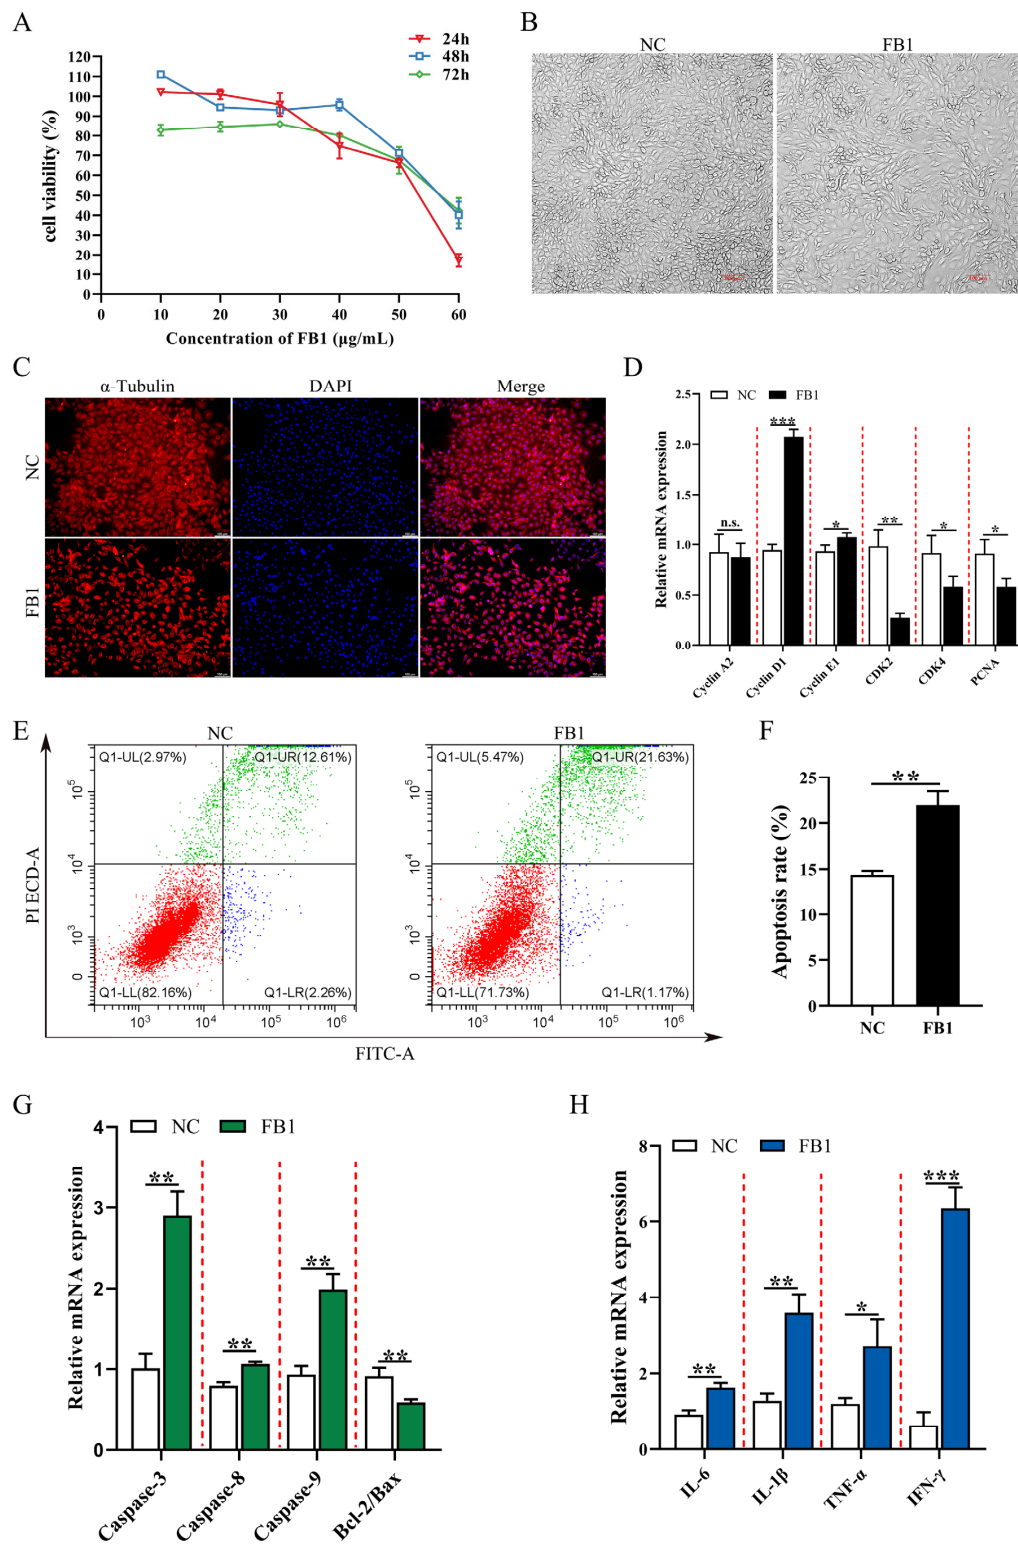 A
24h
48h
72h
120
110
100
90
80
70
60
50
40
30
20
10
0
cell viability (%)
10 20 30 40 50 60
Concentration of FB1 (μg/mL)
B
NC FB1
C
α-Tubulin DAPI Merge
NC
FB1
D
NC FB1
2.5
2.0
1.5
1.0
0.5
0.0
Relative mRNA expression
n.s. *** * ** * *
Cyclin A2 Cyclin D1 Cyclin E1 CDK2 CDK4 PCNA
E
NC FB1
Q1-UL(2.97%) Q1-UR(12.61%)
Q1-LL(82.16%) Q1-LR(2.26%)
Q1-UL(5.47%) Q1-UR(21.63%)
Q1-LL(71.73%) Q1-LR(1.17%)
PI ECD-A
10⁵
10⁴
10³
0
10³ 10⁴ 10⁵ 10⁶
10⁵
10⁴
10³
0
10³ 10⁴ 10⁵ 10⁶
FITC-A
F
25
20
15
10
5
0
Apoptosis rate (%)
**
NC FB1
G
NC FB1
4
3
2
1
0
Relative mRNA expression
** ** ** **
Caspase-3 Caspase-8 Caspase-9 Bcl-2/Bax
H
NC FB1
8
6
4
2
0
Relative mRNA expression
** ** * ***
IL-6 IL-1β TNF-α IFN-γ